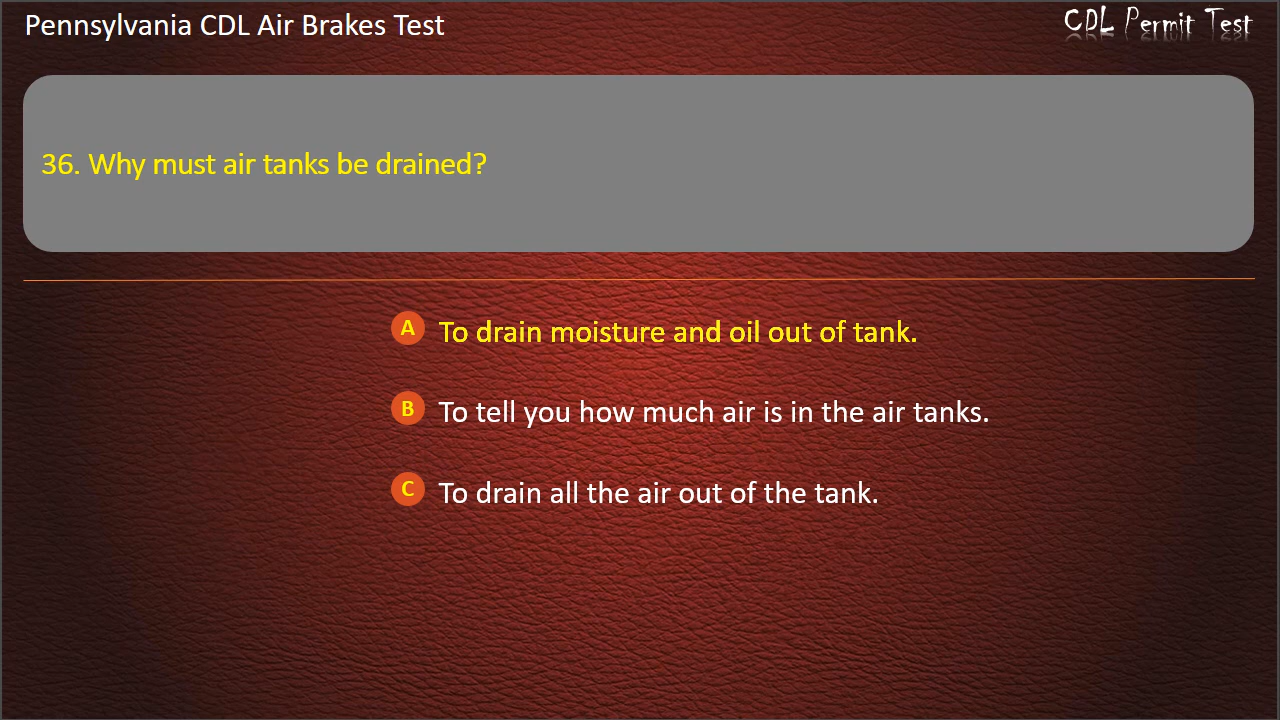 Pennsylvania CDL Air Brakes Test
CDL Permit Test
36. Why must air tanks be drained?
A To drain moisture and oil out of tank.
B To tell you how much air is in the air tanks.
C To drain all the air out of the tank.